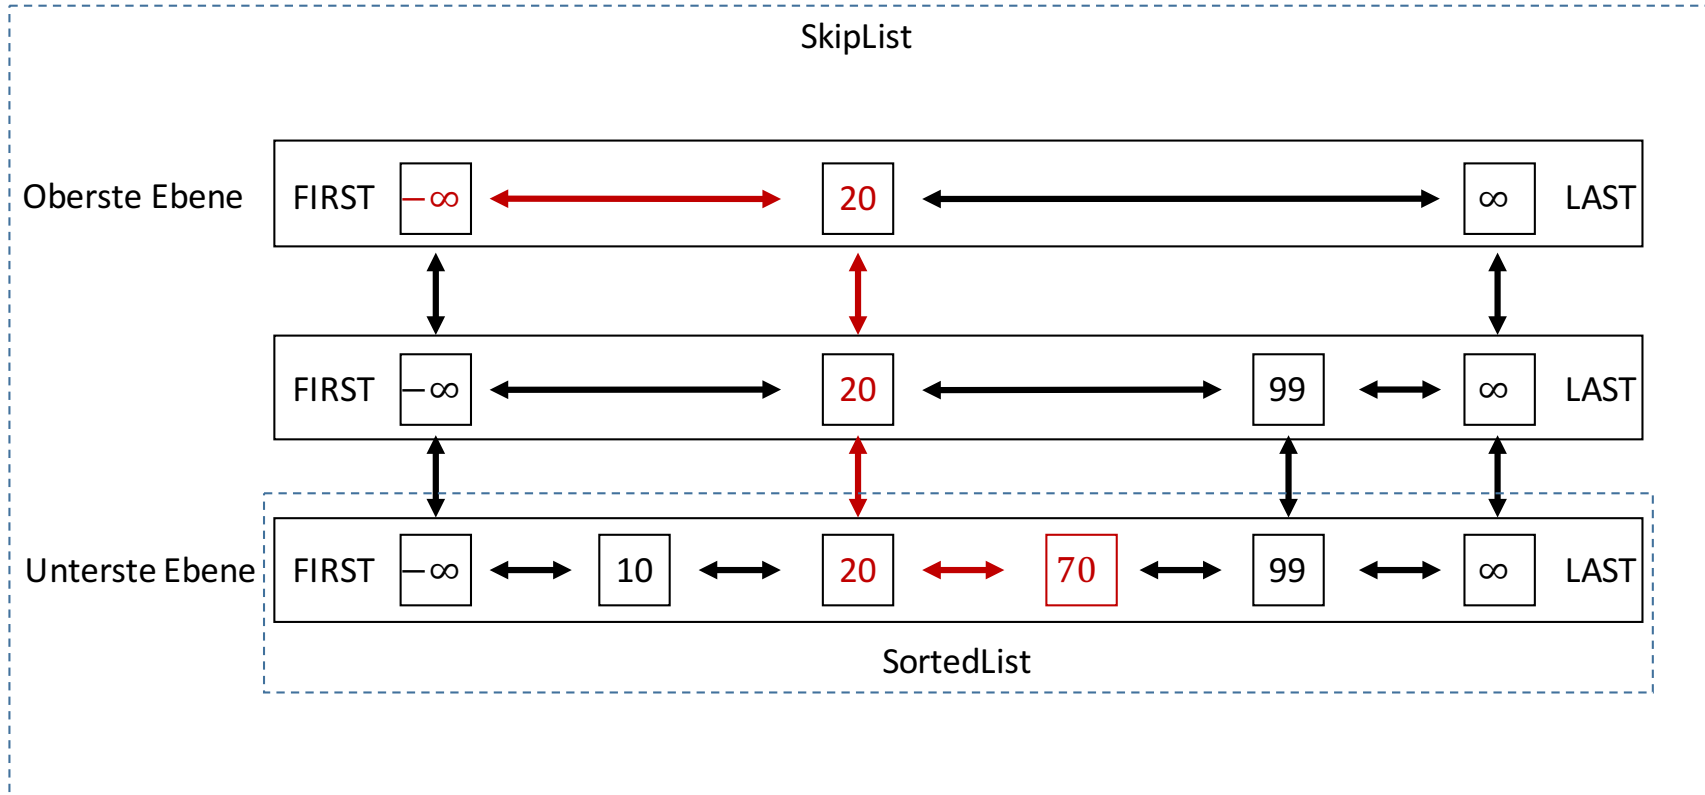 SkipList
Oberste Ebene FIRST −∞ 20 ∞ LAST
FIRST −∞ 20 99 ∞ LAST
Unterste Ebene FIRST −∞ 10 20 70 99 ∞ LAST
SortedList